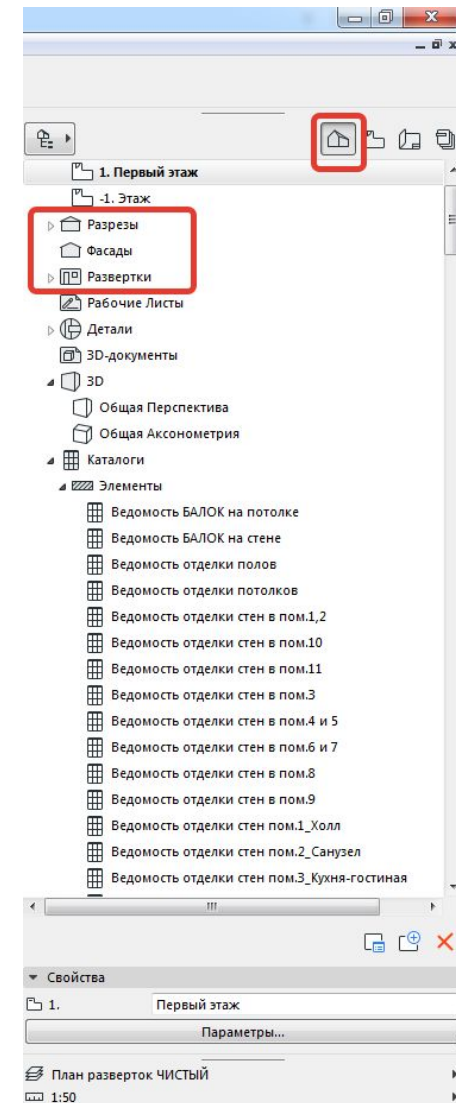 1. Первый этаж
-1. Этаж
Разрезы
Фасады
Развертки
Рабочие Листы
Детали
3D-документы
3D
Общая Перспектива
Общая Аксонометрия
Каталоги
Элементы
Ведомость БАЛОК на потолке
Ведомость БАЛОК на стене
Ведомость отделки полов
Ведомость отделки потолков
Ведомость отделки стен в пом.1,2
Ведомость отделки стен в пом.10
Ведомость отделки стен в пом.11
Ведомость отделки стен в пом.3
Ведомость отделки стен в пом.4 и 5
Ведомость отделки стен в пом.6 и 7
Ведомость отделки стен в пом.8
Ведомость отделки стен в пом.9
Ведомость отделки стен пом.1_Холл
Ведомость отделки стен пом.2_Санузел
Ведомость отделки стен пом.3_Кухня-гостиная
Свойства
1. Первый этаж
Параметры...
План разверток ЧИСТЫЙ
1:50